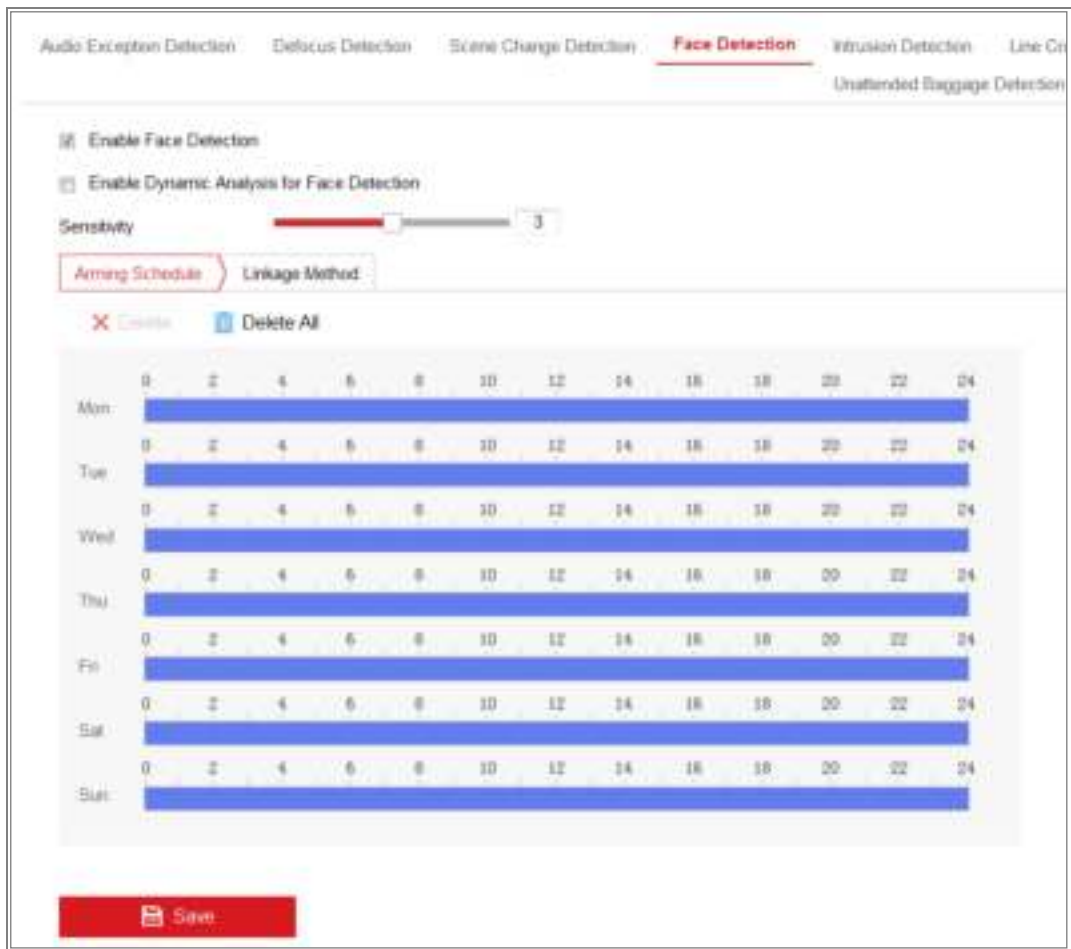 Audio Exception Detection Defocus Detection Scene Change Detection Face Detection Intrusion Detection Line Cr
Unattended Baggage Detection
Enable Face Detection
Enable Dynamic Analysis for Face Detection
Sensitivity 3
Arming Schedule Linkage Method
Delete Delete All
0 2 4 6 8 10 12 14 16 18 20 22 24
Mon
0 2 4 6 8 10 12 14 16 18 20 22 24
Tue
0 2 4 6 8 10 12 14 16 18 20 22 24
Wed
0 2 4 6 8 10 12 14 16 18 20 22 24
Thu
0 2 4 6 8 10 12 14 16 18 20 22 24
Fri
0 2 4 6 8 10 12 14 16 18 20 22 24
Sat
0 2 4 6 8 10 12 14 16 18 20 22 24
Sun
Save